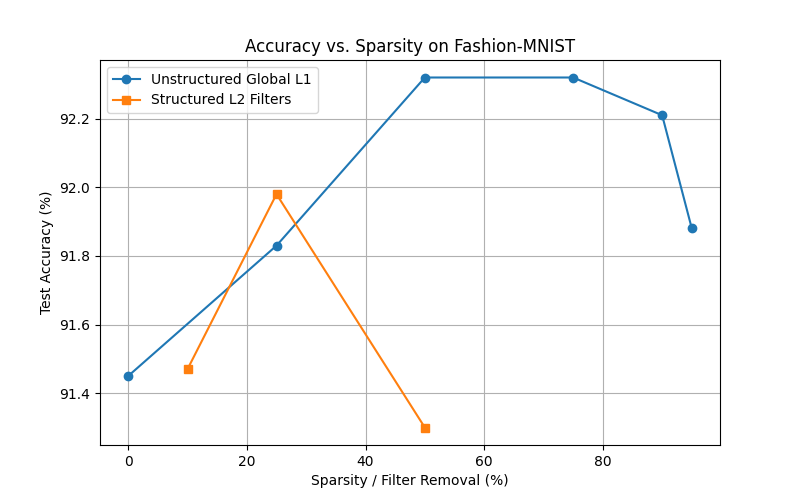 Accuracy vs. Sparsity on Fashion-MNIST
Unstructured Global L1
Structured L2 Filters
Test Accuracy (%)
92.2
92.0
91.8
91.6
91.4
0 20 40 60 80
Sparsity / Filter Removal (%)